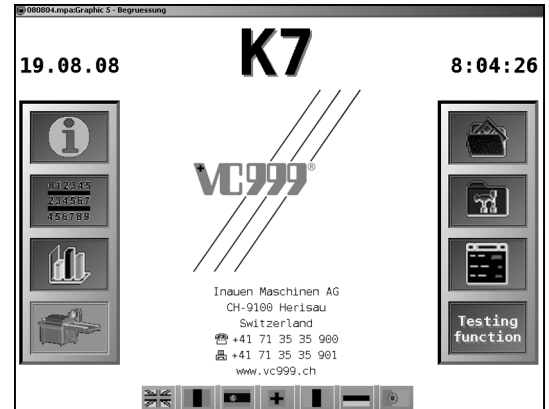 080804.mpa:Graphic 5 - Begruessung
K7
19.08.08
8:04:26
012345
234567
456789
VC999®
Inauen Maschinen AG
CH-9100 Herisau
Switzerland
☎ +41 71 35 35 900
+41 71 35 35 901
www.vc999.ch
Testing
function